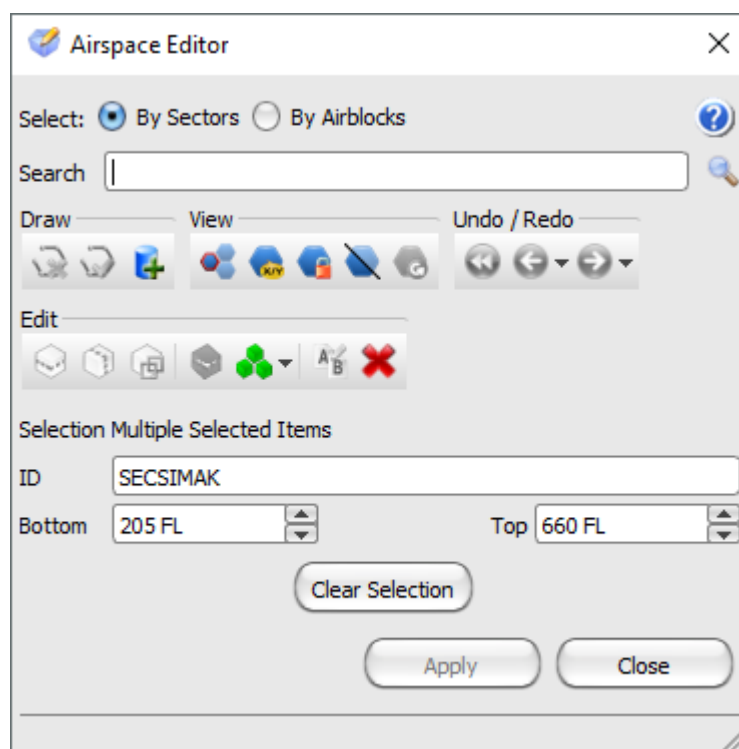 Airspace Editor
Select: By Sectors By Airblocks
Search
Draw View Undo / Redo
X/Y
Edit
A B
Selection Multiple Selected Items
ID SECSIMAK
Bottom 205 FL Top 660 FL
Clear Selection
Apply Close